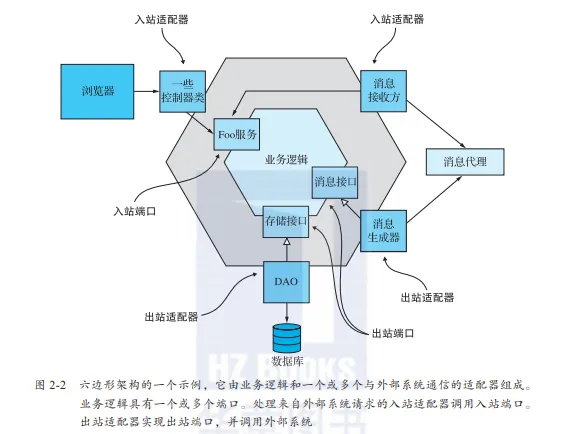 入站适配器
入站适配器
浏览器
一些
控制器类
消息
接收方
Foo服务
业务逻辑
消息代理
消息接口
入站端口
存储接口
消息
生成器
DAO
出站适配器
出站适配器
出站端口
数据库
HZ BOOKS
图 2-2 六边形架构的一个示例，它由业务逻辑和一个或多个与外部系统通信的适配器组成。
业务逻辑具有一个或多个端口。处理来自外部系统请求的入站适配器调用入站端口。
出站适配器实现出站端口，并调用外部系统